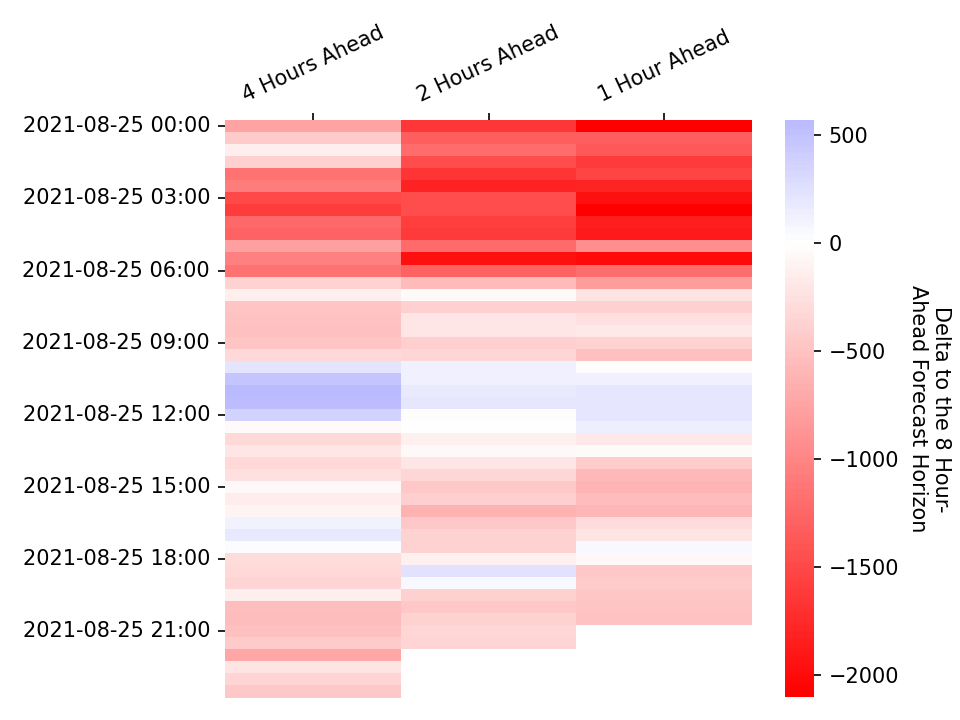 4 Hours Ahead
2 Hours Ahead
1 Hour Ahead
2021-08-25 00:00
2021-08-25 03:00
2021-08-25 06:00
2021-08-25 09:00
2021-08-25 12:00
2021-08-25 15:00
2021-08-25 18:00
2021-08-25 21:00
500
0
−500
−1000
−1500
−2000
Delta to the 8 Hour-
Ahead Forecast Horizon